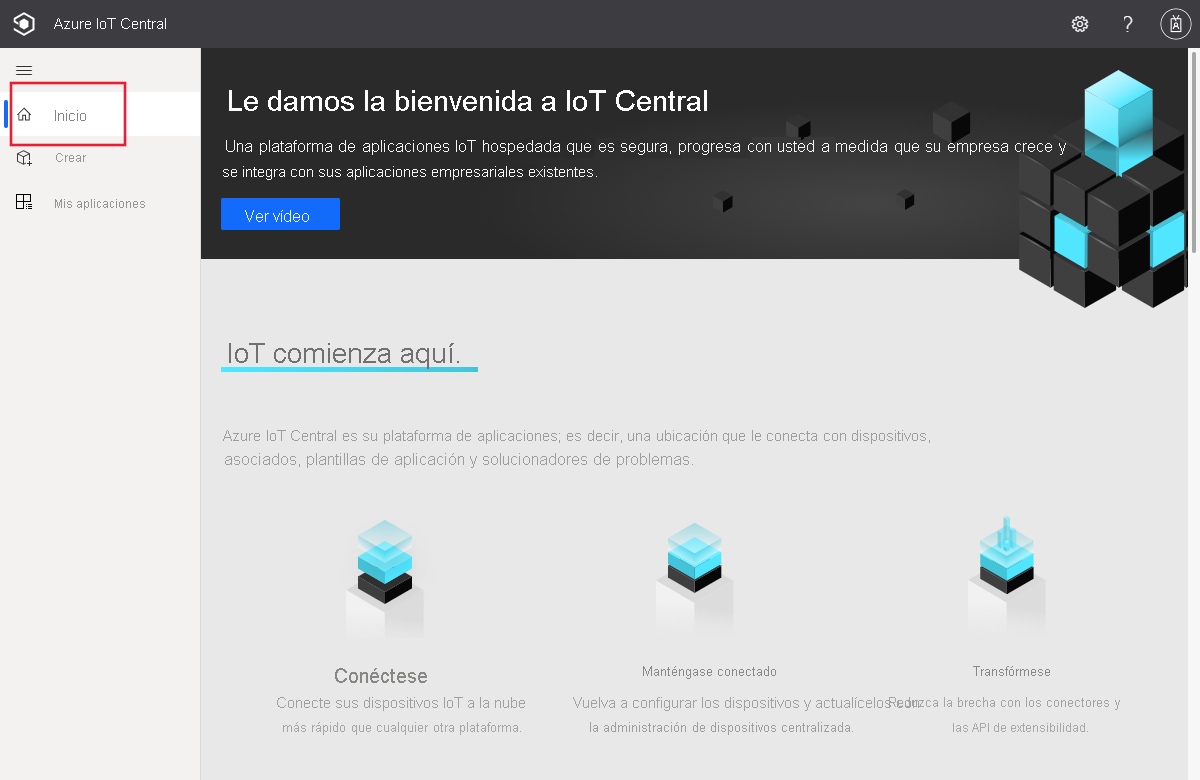 Azure IoT Central
Inicio
Crear
Mis aplicaciones
Le damos la bienvenida a IoT Central
Una plataforma de aplicaciones IoT hospedada que es segura, progresa con usted a medida que su empresa crece y
se integra con sus aplicaciones empresariales existentes.
Ver vídeo
IoT comienza aquí.
Azure IoT Central es su plataforma de aplicaciones; es decir, una ubicación que le conecta con dispositivos,
asociados, plantillas de aplicación y solucionadores de problemas.
Conéctese
Conecte sus dispositivos IoT a la nube
más rápido que cualquier otra plataforma.
Manténgase conectado
Vuelva a configurar los dispositivos y actualícelos con
la administración de dispositivos centralizada.
Transfórmese
Reduzca la brecha con los conectores y
las API de extensibilidad.